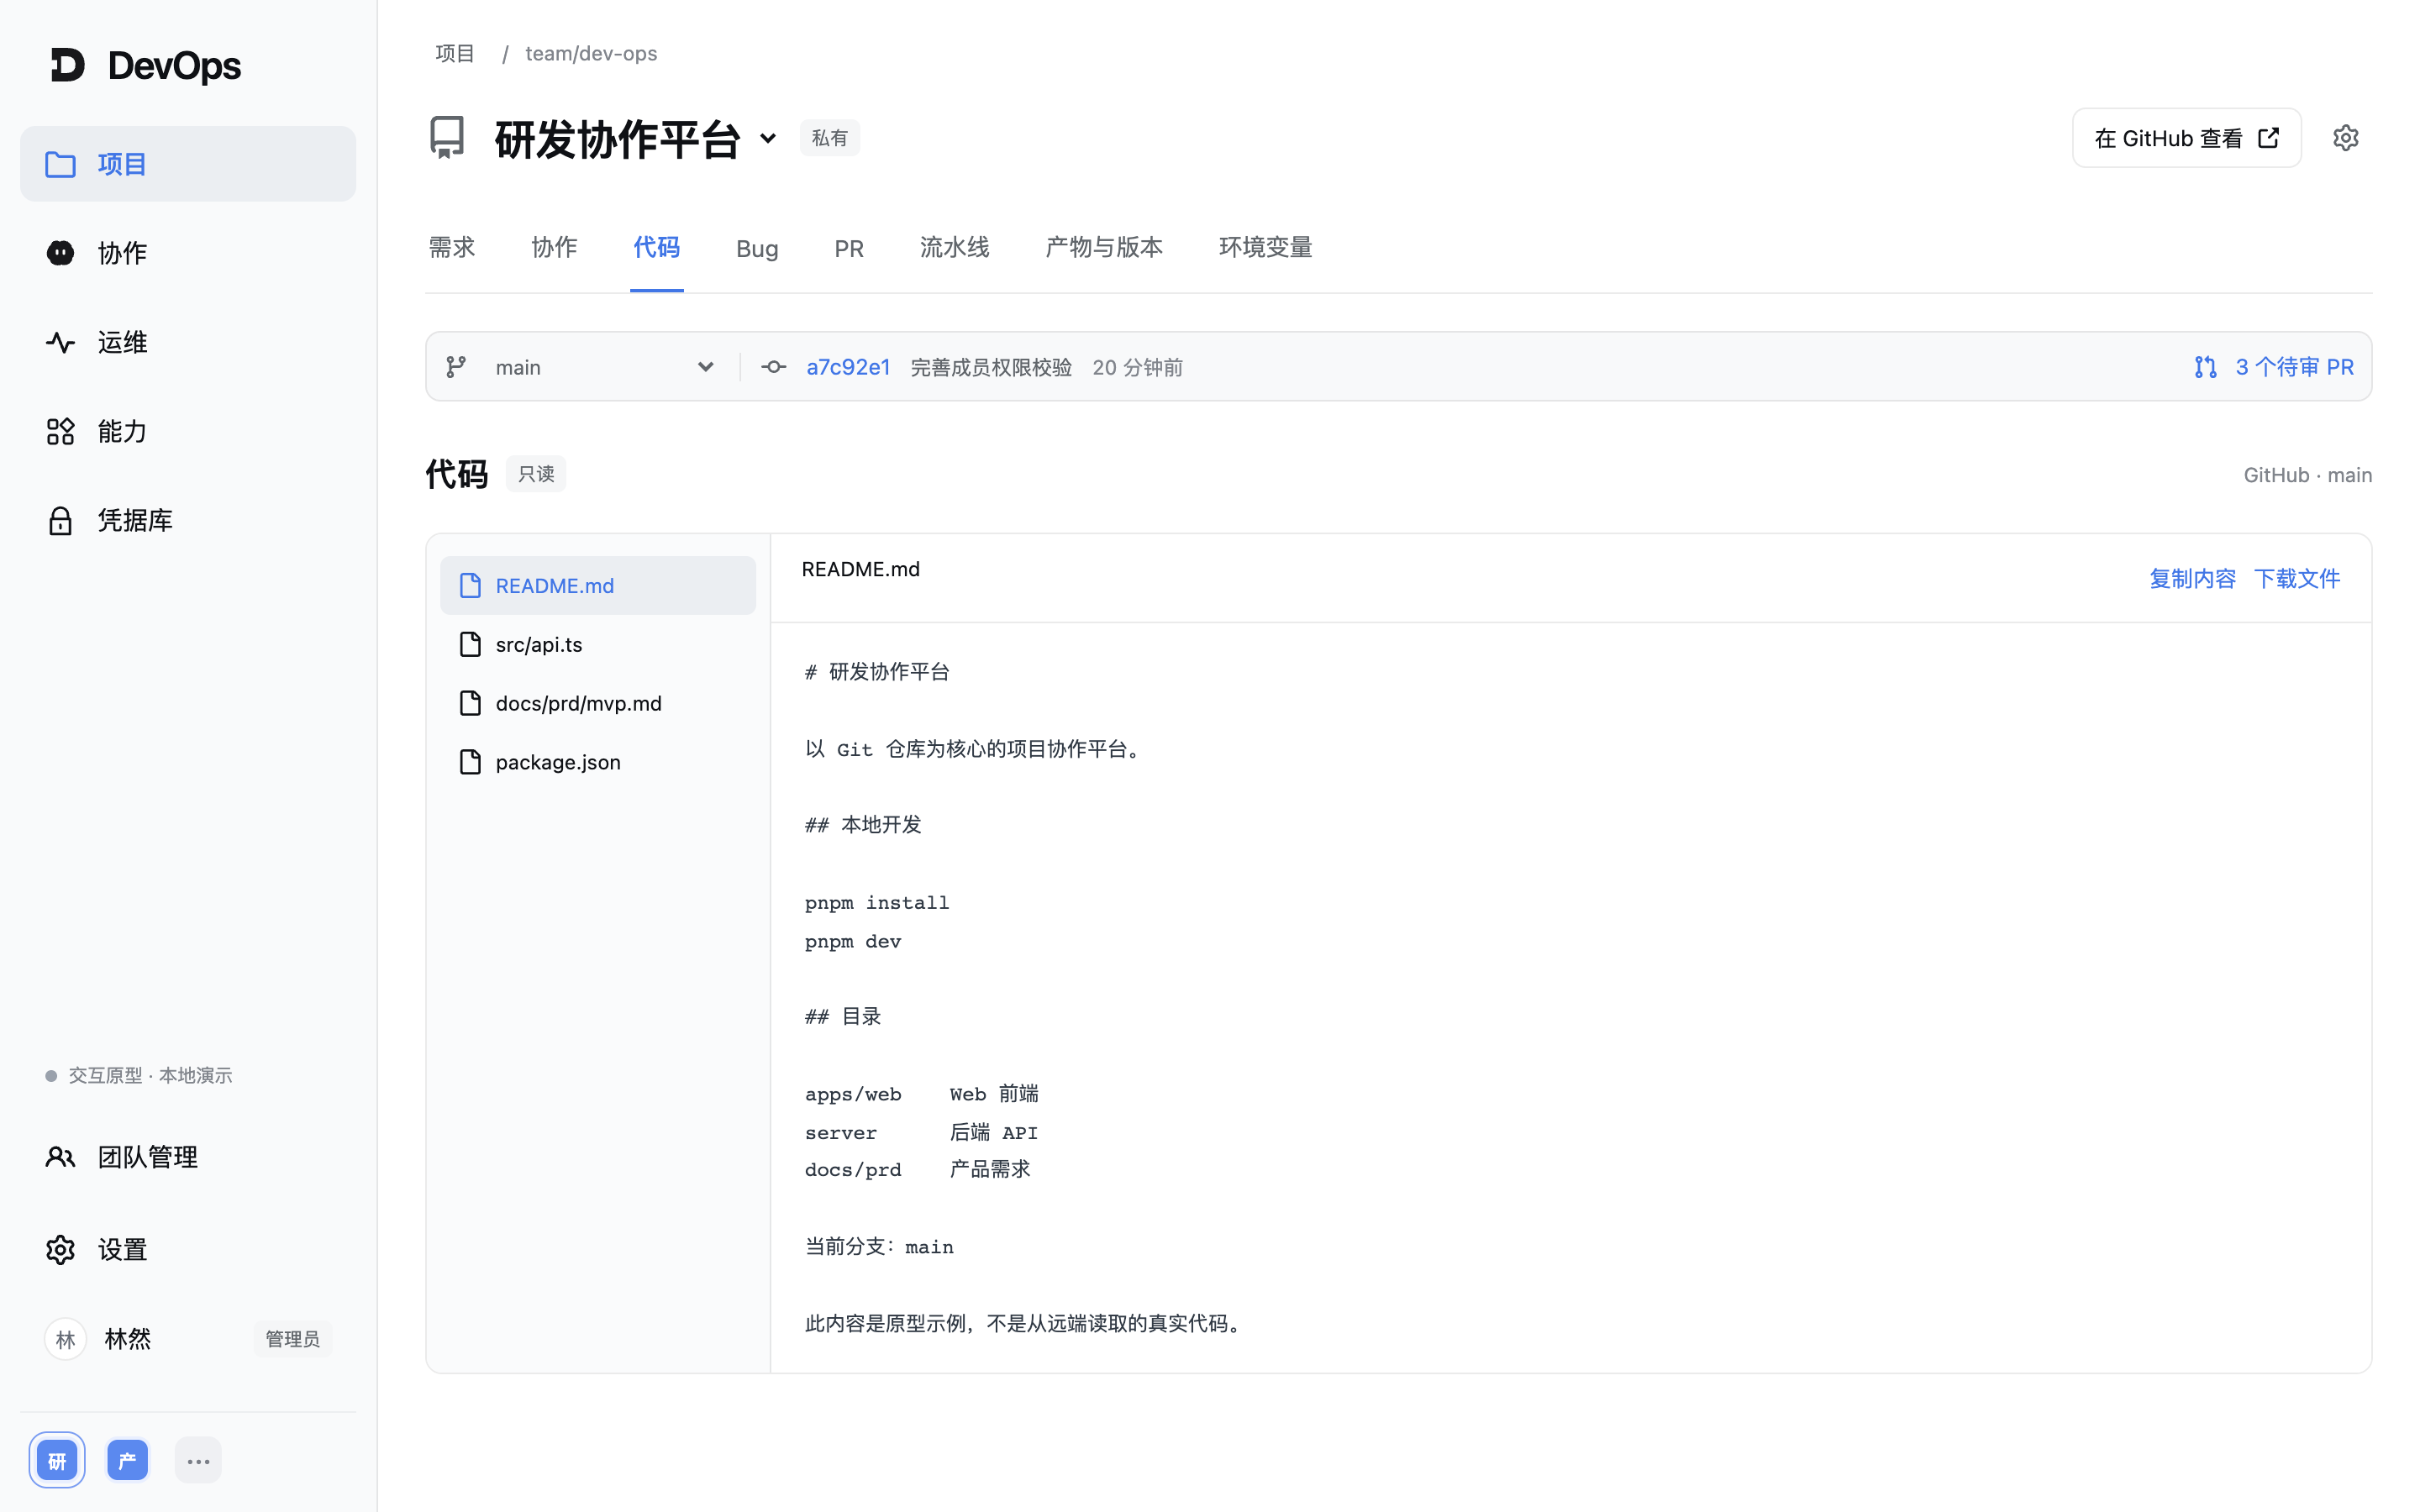 DevOps
项目
协作
运维
能力
凭据库
交互原型 · 本地演示
团队管理
设置
林 林然 管理员
研 产 ...
项目 / team/dev-ops
研发协作平台 私有
在 GitHub 查看
需求 协作 代码 Bug PR 流水线 产物与版本 环境变量
main a7c92e1 完善成员权限校验 20 分钟前 3 个待审 PR
代码 只读 GitHub · main
README.md
src/api.ts
docs/prd/mvp.md
package.json
README.md 复制内容 下载文件
# 研发协作平台
以 Git 仓库为核心的项目协作平台。
## 本地开发
pnpm install
pnpm dev
## 目录
apps/web    Web 前端
server      后端 API
docs/prd    产品需求
当前分支：main
此内容是原型示例，不是从远端读取的真实代码。